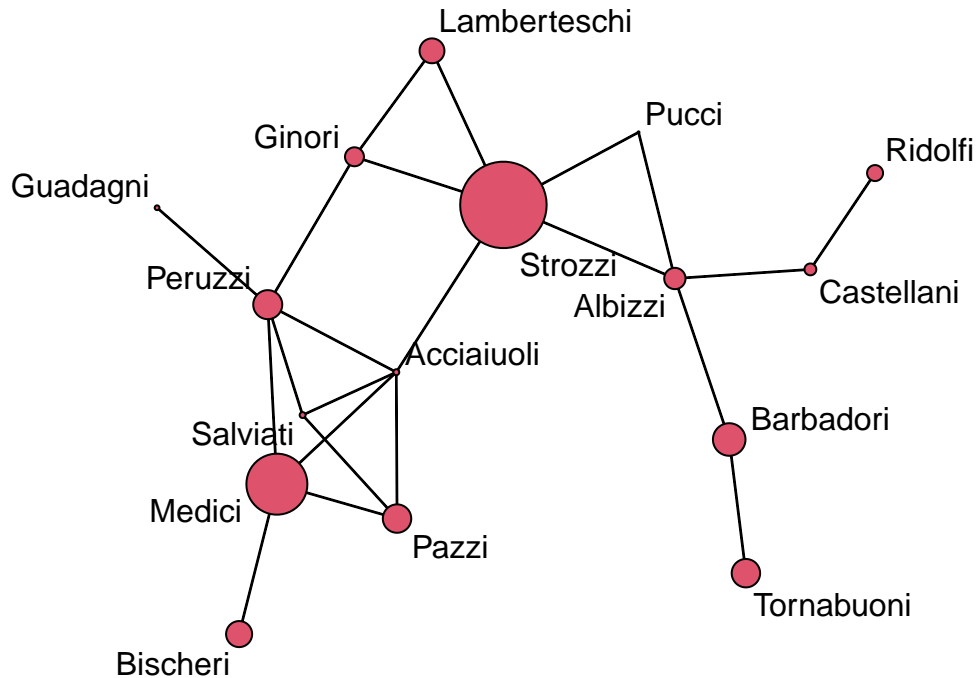 Lamberteschi
Pucci
Ginori
Ridolfi
Guadagni
Strozzi
Peruzzi
Albizzi
Castellani
Acciaiuoli
Salviati
Barbadori
Medici
Pazzi
Tornabuoni
Bischeri